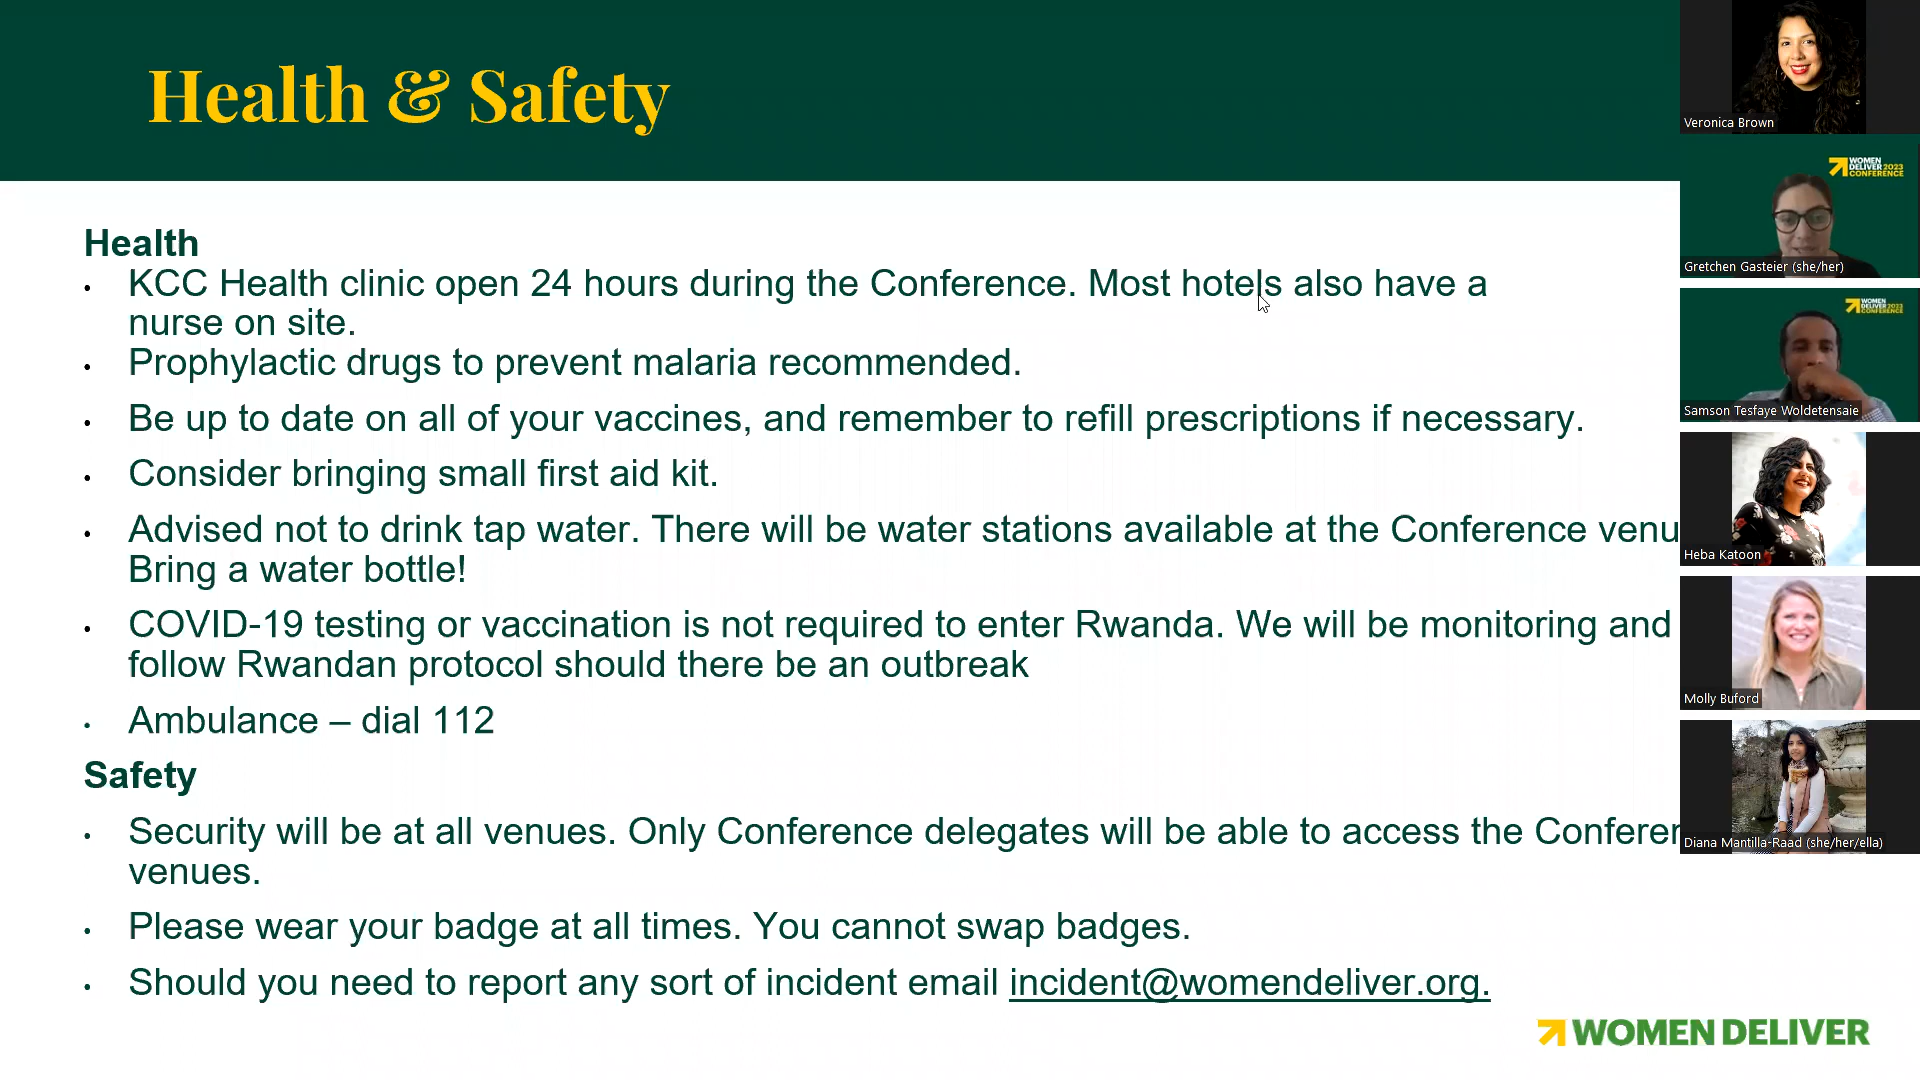 Health & Safety
Health
• KCC Health clinic open 24 hours during the Conference. Most hotels also have a
nurse on site.
• Prophylactic drugs to prevent malaria recommended.
• Be up to date on all of your vaccines, and remember to refill prescriptions if necessary.
• Consider bringing small first aid kit.
• Advised not to drink tap water. There will be water stations available at the Conference venu
Bring a water bottle!
• COVID-19 testing or vaccination is not required to enter Rwanda. We will be monitoring and
follow Rwandan protocol should there be an outbreak
• Ambulance – dial 112
Safety
• Security will be at all venues. Only Conference delegates will be able to access the Conferen
venues.
• Please wear your badge at all times. You cannot swap badges.
• Should you need to report any sort of incident email incident@womendeliver.org.
WOMEN DELIVER
Veronica Brown
WOMEN
DELIVER 2023
CONFERENCE
Gretchen Gasteier (she/her)
WOMEN
DELIVER 2023
CONFERENCE
Samson Tesfaye Woldetensaie
Heba Katoon
Molly Buford
Diana Mantilla-Raad (she/her/ella)